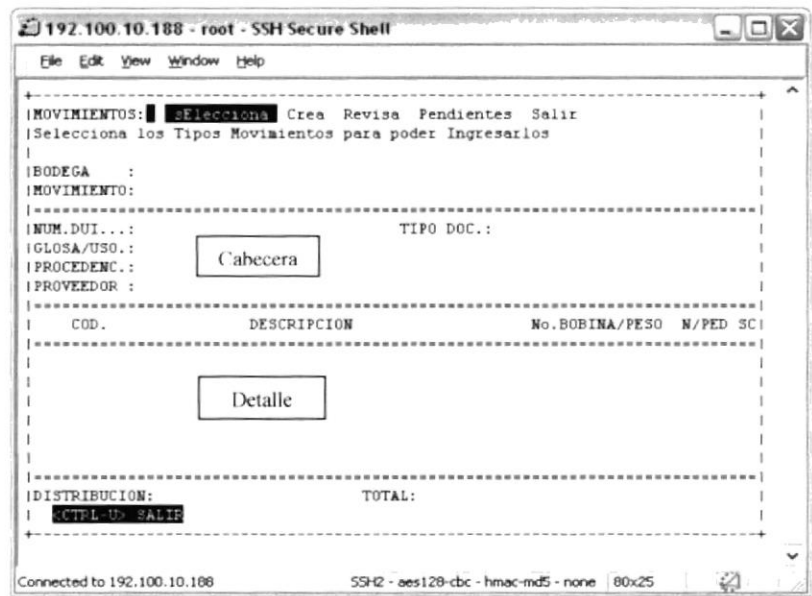 192.100.10.188 - root - SSH Secure Shell
File Edit View Window Help
MOVIMIENTOS: sElecciona Crea Revisa Pendientes Salir
Selecciona los Tipos Movimientos para poder Ingresarlos
BODEGA :
MOVIMIENTO:
NUM.DUI...: TIPO DOC.:
GLOSA/USO.:
Cabecera
PROCEDENC.:
PROVEEDOR :
COD. DESCRIPCION No.BOBINA/PESO N/PED SC
Detalle
DISTRIBUCION: TOTAL:
<CTRL-U> SALIR
Connected to 192.100.10.188 SSH2 - aes128-cbc - hmac-md5 - none 80x25